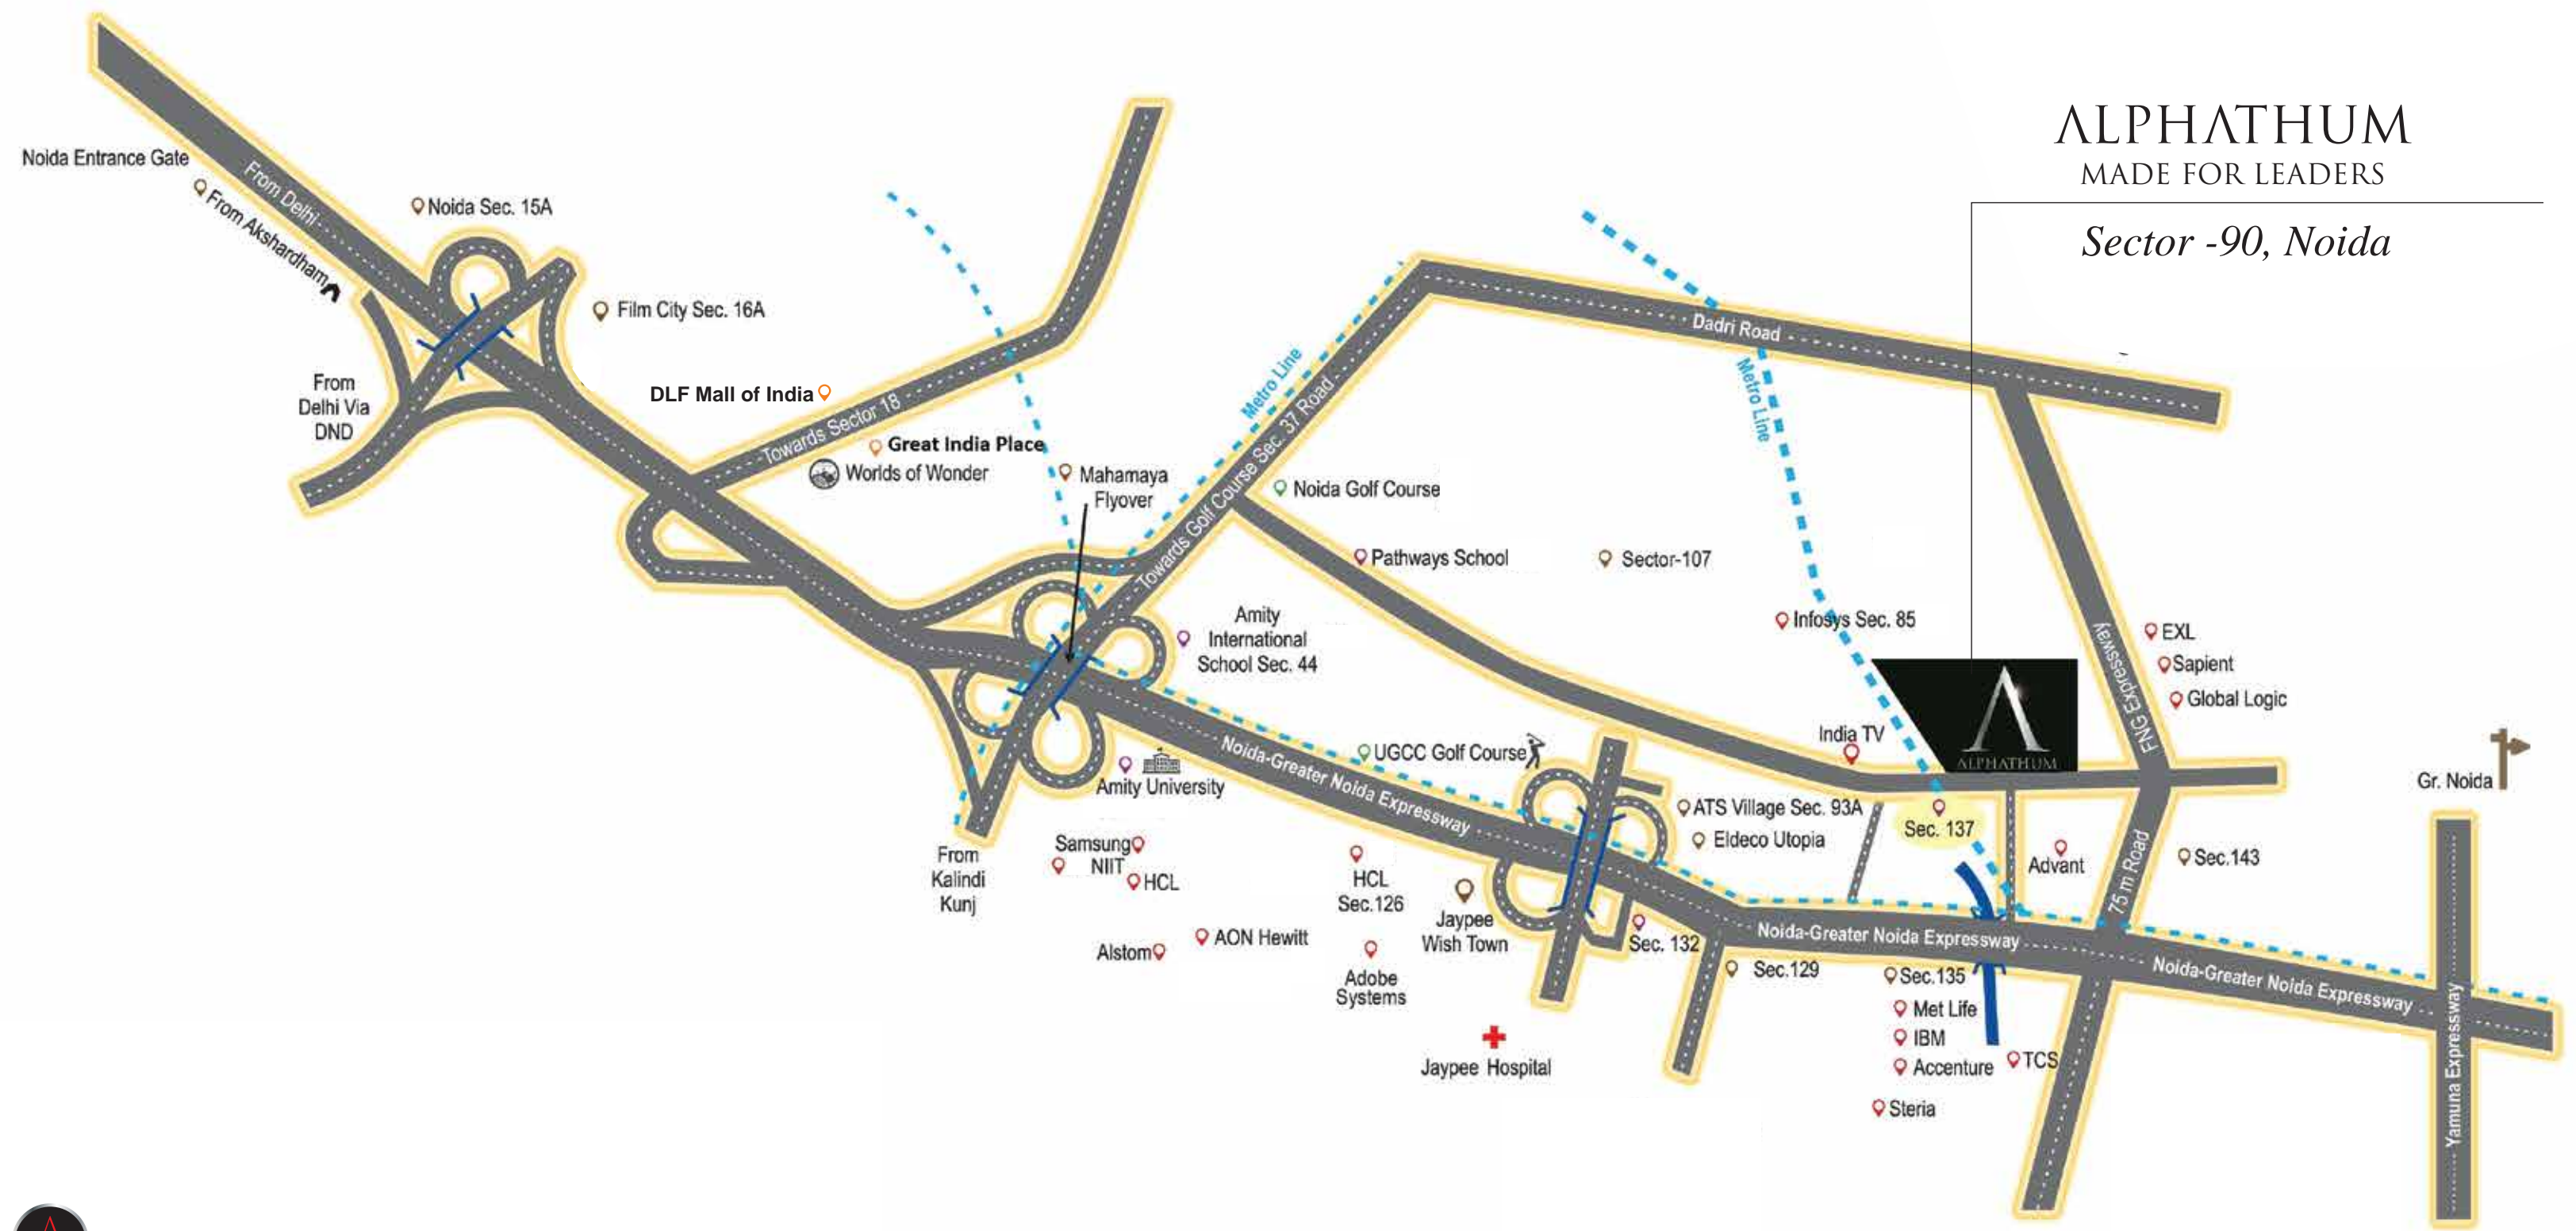 ALPHATHUM
MADE FOR LEADERS
Sector -90, Noida
Noida Entrance Gate
From Delhi
From Akshardham
Noida Sec. 15A
Film City Sec. 16A
From
Delhi Via
DND
DLF Mall of India
Towards Sector 18
Great India Place
Worlds of Wonder
Mahamaya
Flyover
Metro Line
Towards Golf Course Sec. 37 Road
Dadri Road
Metro Line
Noida Golf Course
Pathways School
Sector-107
Amity
International
School Sec. 44
Infosys Sec. 85
FNG Expressway
EXL
Sapient
Global Logic
India TV
ALPHATHUM
Gr. Noida
Noida-Greater Noida Expressway
UGCC Golf Course
Amity University
ATS Village Sec. 93A
Eldeco Utopia
Sec. 137
Advant
75 m Road
Sec.143
From
Kalindi
Kunj
Samsung
NIIT
HCL
HCL
Sec.126
Jaypee
Wish Town
Alstom
AON Hewitt
Adobe
Systems
Sec. 132
Noida-Greater Noida Expressway
Noida-Greater Noida Expressway
Sec.129
Sec.135
Met Life
IBM
Accenture
TCS
Steria
Jaypee Hospital
Yamuna Expressway